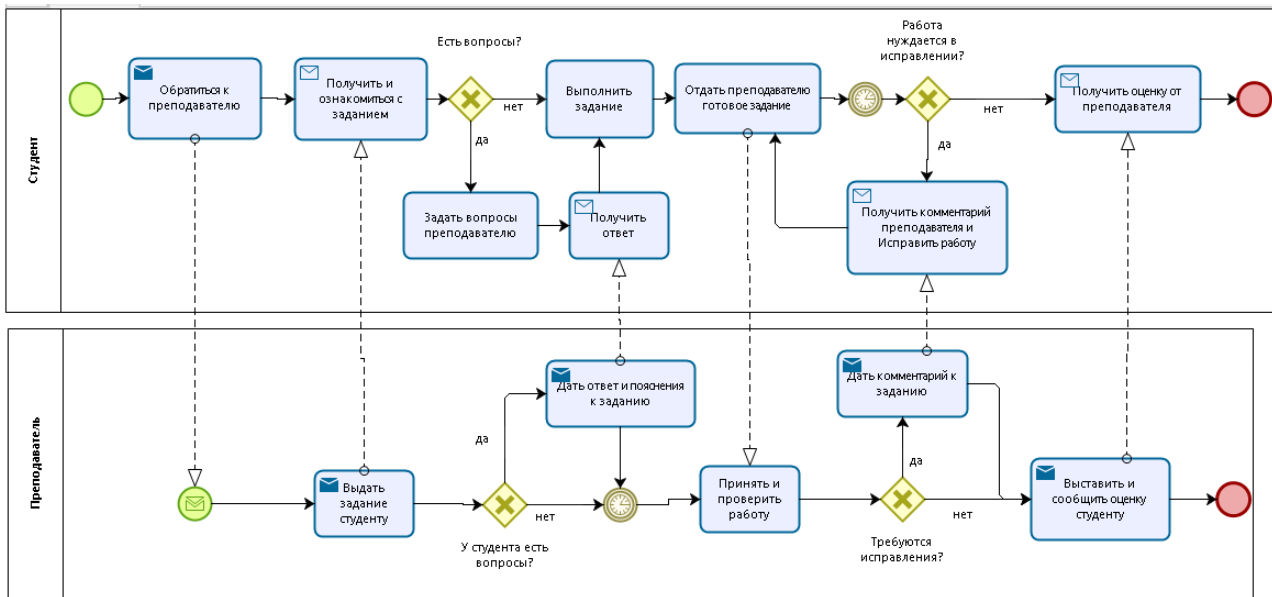 Студент
Есть вопросы?
Работа
нуждается в
исправлении?
Обратиться к
преподавателю
Получить и
ознакомиться с
заданием
нет
да
Выполнить
задание
Отдать преподавателю
готовое задание
нет
да
Получить оценку от
преподавателя
Задать вопросы
преподавателю
Получить
ответ
Получить комментарий
преподавателя и
Исправить работу
Преподаватель
Выдать
задание
студенту
да
нет
У студента есть
вопросы?
Дать ответ и пояснения
к заданию
Принять и
проверить
работу
Дать комментарий к
заданию
да
нет
Требуются
исправления?
Выставить и
сообщить оценку
студенту